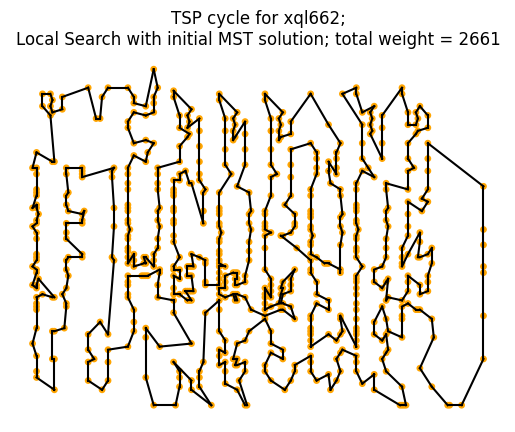 TSP cycle for xql662;
Local Search with initial MST solution; total weight = 2661